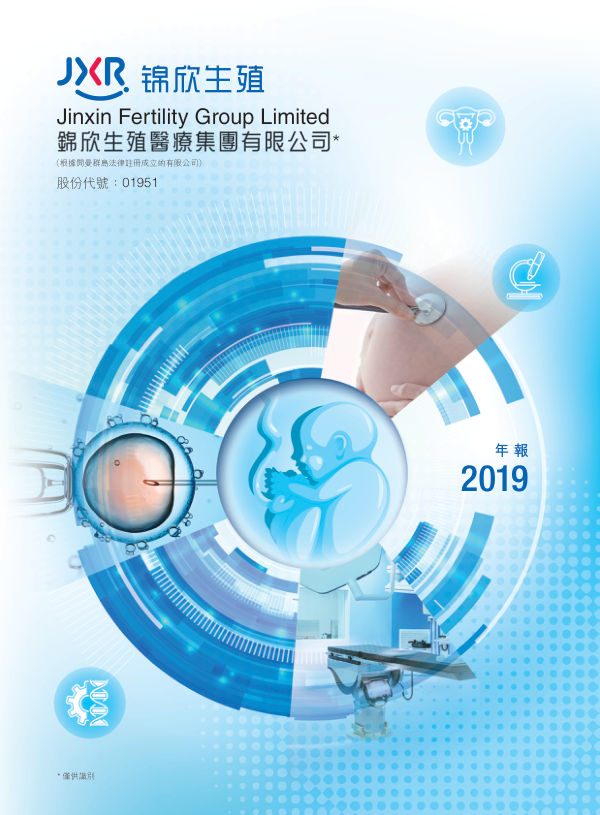 JXR 锦欣生殖
Jinxin Fertility Group Limited
錦欣生殖醫療集團有限公司*
(根據開曼群島法律註冊成立的有限公司)
股份代號：01951
年報
2019
* 僅供識別